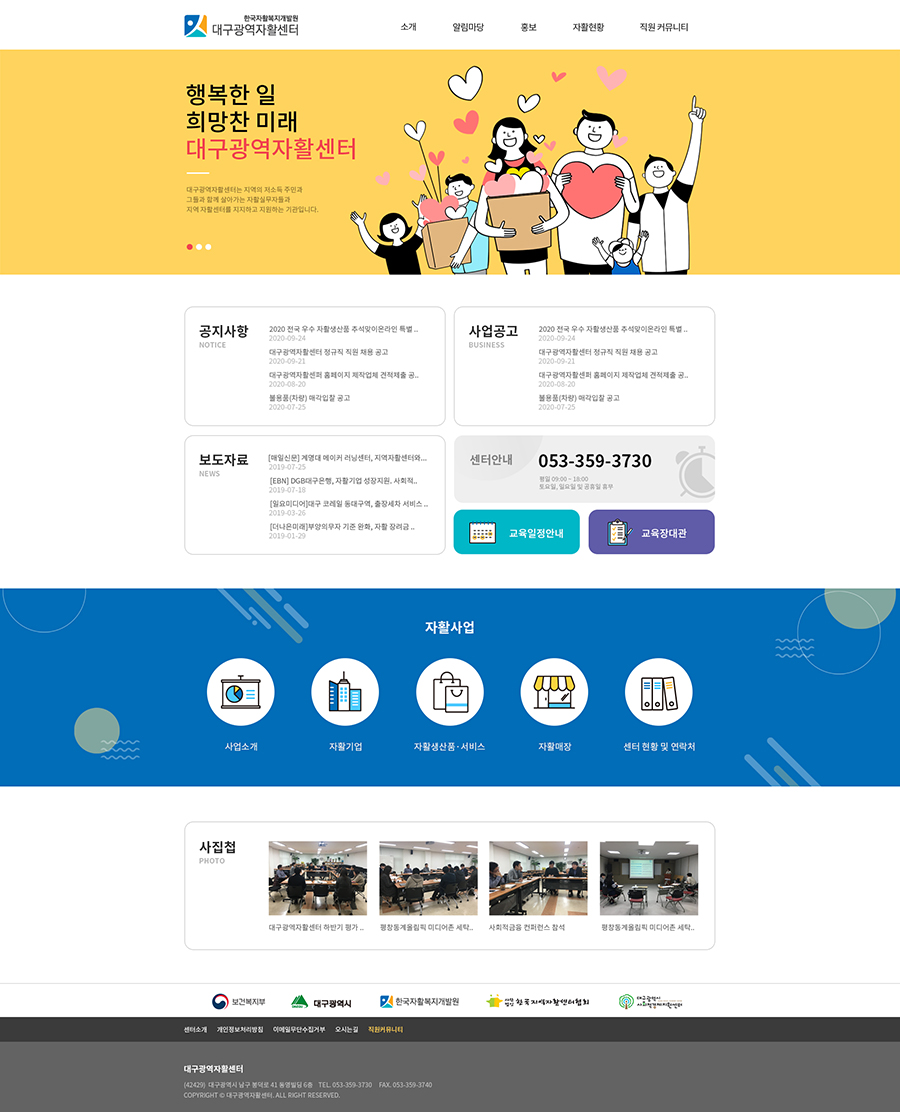 한국자활복지개발원
대구광역자활센터
소개 알림마당 홍보 자활현황 직원 커뮤니티
행복한 일
희망찬 미래
대구광역자활센터
대구광역자활센터는 지역의 저소득 주민과
그들과 함께 살아가는 자활실무자들과
지역 자활센터를 지지하고 지원하는 기관입니다.
공지사항
NOTICE
2020 전국 우수 자활생산품 추석맞이온라인 특별 ..
2020-09-24
대구광역자활센터 정규직 직원 채용 공고
2020-09-21
대구광역자활센퍼 홈페이지 제작업체 견적제출 공..
2020-08-20
불용품(차량) 매각입찰 공고
2020-07-25
사업공고
BUSINESS
2020 전국 우수 자활생산품 추석맞이온라인 특별 ..
2020-09-24
대구광역자활센터 정규직 직원 채용 공고
2020-09-21
대구광역자활센퍼 홈페이지 제작업체 견적제출 공..
2020-08-20
불용품(차량) 매각입찰 공고
2020-07-25
보도자료
NEWS
[매일신문] 계명대 메이커 러닝센터, 지역자활센터와...
2019-07-25
[EBN] DGB대구은행, 자활기업 성장지원, 사회적..
2019-07-18
[일요미디어]대구 코레일 동대구역, 출장세차 서비스 ..
2019-03-26
[더나은미래]부양의무자 기준 완화, 자활 장려금 ..
2019-01-29
센터안내
053-359-3730
평일 09:00 ~ 18:00
토요일, 일요일 및 공휴일 휴무
교육일정안내
교육장대관
자활사업
사업소개
자활기업
자활생산품·서비스
자활매장
센터 현황 및 연락처
사집첩
PHOTO
대구광역자활센터 하반기 평가 ..
평창동계올림픽 미디어촌 세탁..
사회적금융 컨퍼런스 참석
평창동계올림픽 미디어촌 세탁..
보건복지부
대구광역시
한국자활복지개발원
한국지역자활센터협회
대구광역시
센터소개 개인정보처리방침 이메일무단수집거부 오시는길 직원커뮤니티
대구광역자활센터
(42429) 대구광역시 남구 봉덕로 41 동영빌딩 6층 TEL. 053-359-3730 FAX. 053-359-3740
COPYRIGHT © 대구광역자활센터. ALL RIGHT RESERVED.